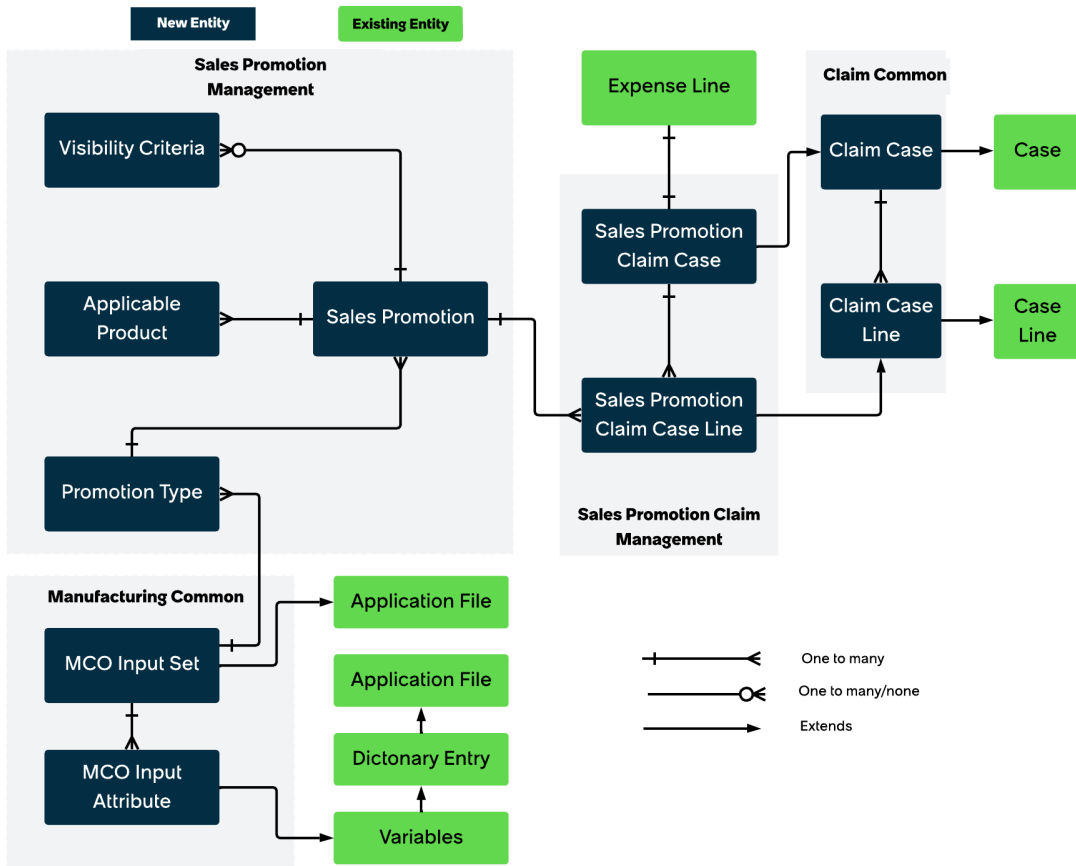 New Entity
Existing Entity
Sales Promotion
Management
Visibility Criteria
Applicable
Product
Sales Promotion
Promotion Type
Expense Line
Sales Promotion
Claim Case
Sales Promotion
Claim Case Line
Sales Promotion Claim
Management
Claim Common
Claim Case
Case
Claim Case
Line
Case
Line
Manufacturing Common
MCO Input Set
MCO Input
Attribute
Application File
Application File
Dictonary Entry
Variables
One to many
One to many/none
Extends